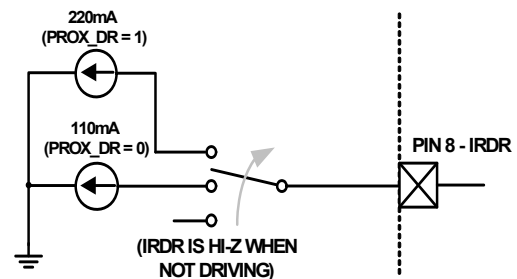 220mA
(PROX_DR = 1)
110mA
(PROX_DR = 0)
PIN 8 - IRDR
(IRDR IS HI-Z WHEN
NOT DRIVING)